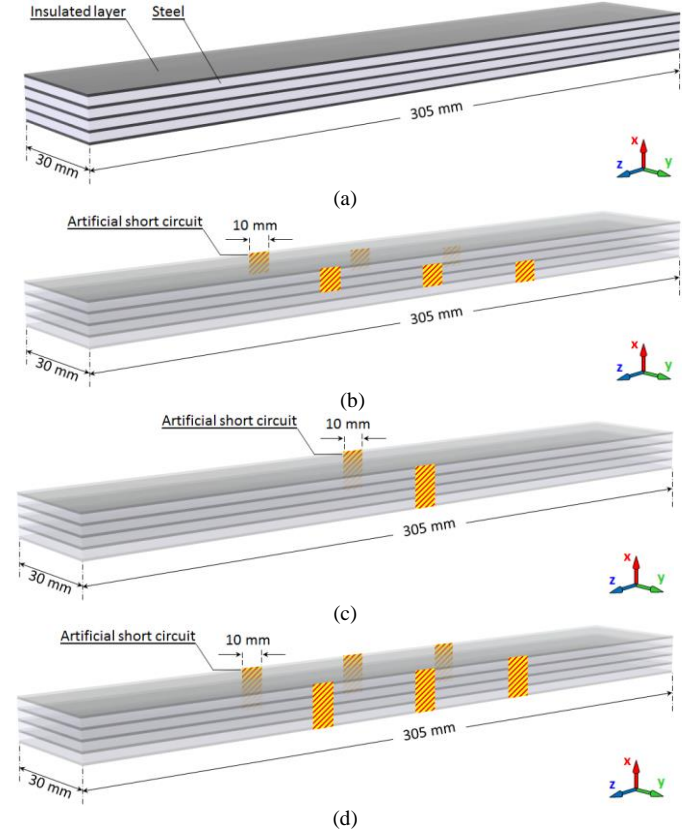 Insulated layer
Steel
305 mm
30 mm
x
z
y
(a)
Artificial short circuit
10 mm
305 mm
30 mm
x
z
y
(b)
Artificial short circuit
10 mm
305 mm
30 mm
x
z
y
(c)
Artificial short circuit
10 mm
305 mm
30 mm
x
z
y
(d)